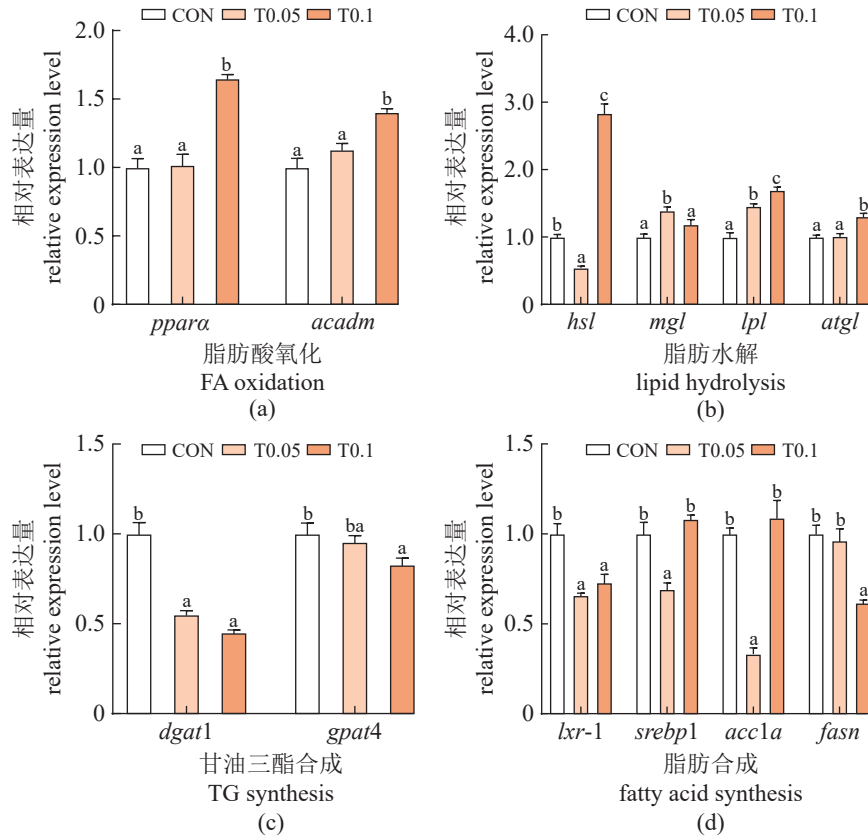 CON T0.05 T0.1
相对表达量
relative expression level
2.0
1.5
1.0
0.5
0
a a b
a a b
pparα acadm
脂肪酸氧化
FA oxidation
(a)
CON T0.05 T0.1
相对表达量
relative expression level
4.0
3.0
2.0
1.0
0
b a c
a b a
a b c
a a b
hsl mgl lpl atgl
脂肪水解
lipid hydrolysis
(b)
CON T0.05 T0.1
相对表达量
relative expression level
1.5
1.0
0.5
0
b a a
b ba a
dgat1 gpat4
甘油三酯合成
TG synthesis
(c)
CON T0.05 T0.1
相对表达量
relative expression level
1.5
1.0
0.5
0
b a a
b a b
b a b
b b a
lxr-1 srebp1 acc1a fasn
脂肪合成
fatty acid synthesis
(d)